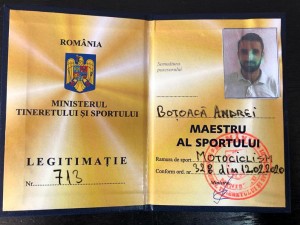 ROMÂNIA
MINISTERUL
TINERETULUI ȘI SPORTULUI
LEGITIMAȚIE
Nr. 713
Semnătura
posesorului
BOȚOACĂ ANDREI
MAESTRU
AL SPORTULUI
Ramura de sport MOTOCICLISM
Conform ord. nr. 328 din 12.02.2020